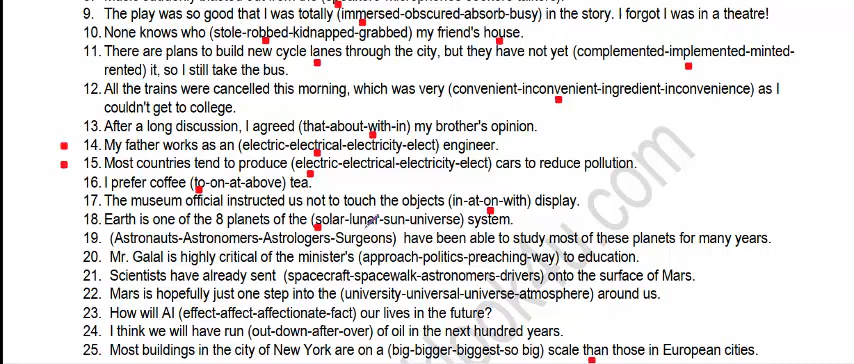 9. The play was so good that I was totally (immersed-obscured-absorb-busy) in the story. I forgot I was in a theatre!
10. None knows who (stole-robbed-kidnapped-grabbed) my friend's house.
11. There are plans to build new cycle lanes through the city, but they have not yet (complemented-implemented-minted-
rented) it, so I still take the bus.
12. All the trains were cancelled this morning, which was very (convenient-inconvenient-ingredient-inconvenience) as I
couldn't get to college.
13. After a long discussion, I agreed (that-about-with-in) my brother's opinion.
14. My father works as an (electric-electrical-electricity-elect) engineer.
15. Most countries tend to produce (electric-electrical-electricity-elect) cars to reduce pollution.
16. I prefer coffee (to-on-at-above) tea.
17. The museum official instructed us not to touch the objects (in-at-on-with) display.
18. Earth is one of the 8 planets of the (solar-lunar-sun-universe) system.
19. (Astronauts-Astronomers-Astrologers-Surgeons) have been able to study most of these planets for many years.
20. Mr. Galal is highly critical of the minister's (approach-politics-preaching-way) to education.
21. Scientists have already sent (spacecraft-spacewalk-astronomers-drivers) onto the surface of Mars.
22. Mars is hopefully just one step into the (university-universal-universe-atmosphere) around us.
23. How will AI (effect-affect-affectionate-fact) our lives in the future?
24. I think we will have run (out-down-after-over) of oil in the next hundred years.
25. Most buildings in the city of New York are on a (big-bigger-biggest-so big) scale than those in European cities.